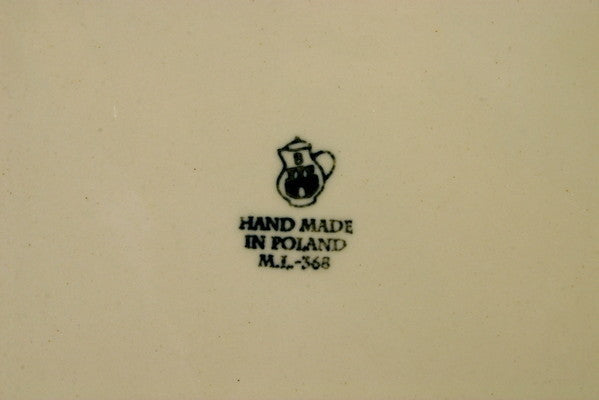 B
HAND MADE
IN POLAND
M.L.-368